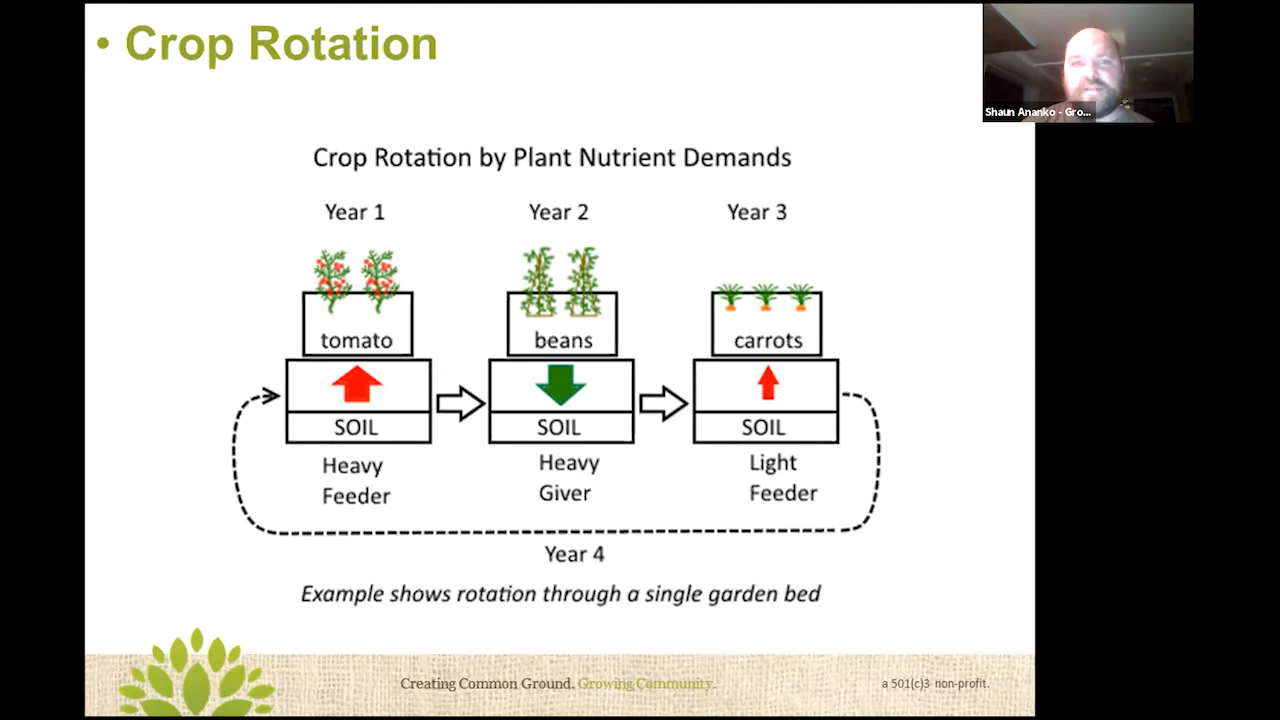 • Crop Rotation
Shaun Ananko - Gro...
Crop Rotation by Plant Nutrient Demands
Year 1 Year 2 Year 3
tomato beans carrots
SOIL SOIL SOIL
Heavy Feeder
Heavy Giver
Light Feeder
Year 4
Example shows rotation through a single garden bed
Creating Common Ground. Growing Community. a 501(c)3 non-profit.